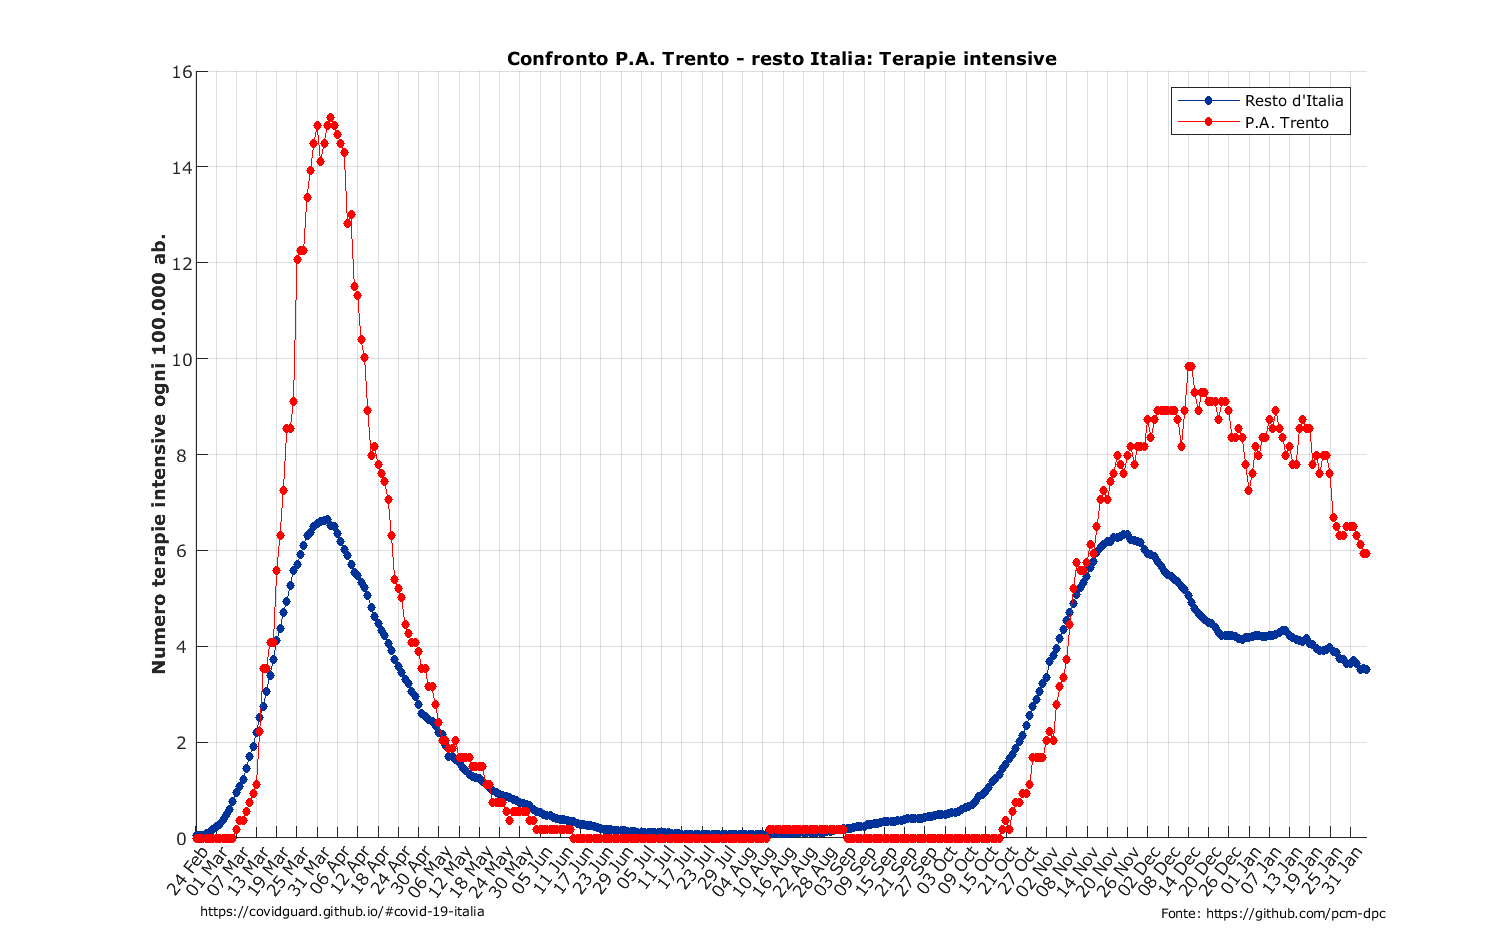 Confronto P.A. Trento - resto Italia: Terapie intensive
Resto d'Italia
P.A. Trento
Numero terapie intensive ogni 100.000 ab.
16
14
12
10
8
6
4
2
0
24 Feb
01 Mar
07 Mar
13 Mar
19 Mar
25 Mar
31 Mar
06 Apr
12 Apr
18 Apr
24 Apr
30 Apr
06 May
12 May
18 May
24 May
30 May
05 Jun
11 Jun
17 Jun
23 Jun
29 Jun
05 Jul
11 Jul
17 Jul
23 Jul
29 Jul
04 Aug
10 Aug
16 Aug
22 Aug
28 Aug
03 Sep
09 Sep
15 Sep
21 Sep
27 Sep
03 Oct
09 Oct
15 Oct
21 Oct
27 Oct
02 Nov
08 Nov
14 Nov
20 Nov
26 Nov
02 Dec
08 Dec
14 Dec
20 Dec
26 Dec
01 Jan
07 Jan
13 Jan
19 Jan
25 Jan
31 Jan
https://covidguard.github.io/#covid-19-italia
Fonte: https://github.com/pcm-dpc